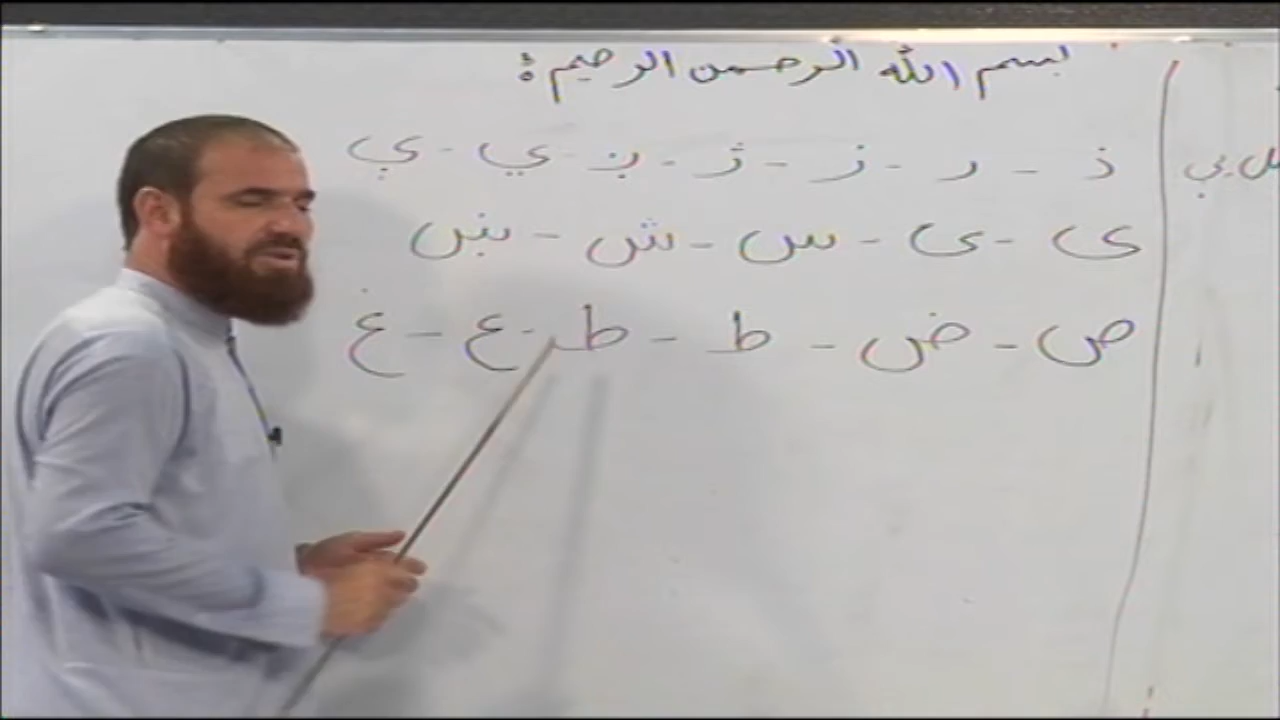 بسم الله الرحمن الرحيم:
ذ - ر - ز - ژ - ږ - ي - ې
ی - ی - س - ش - ښ
ص - ض - ط - ط - ع - غ